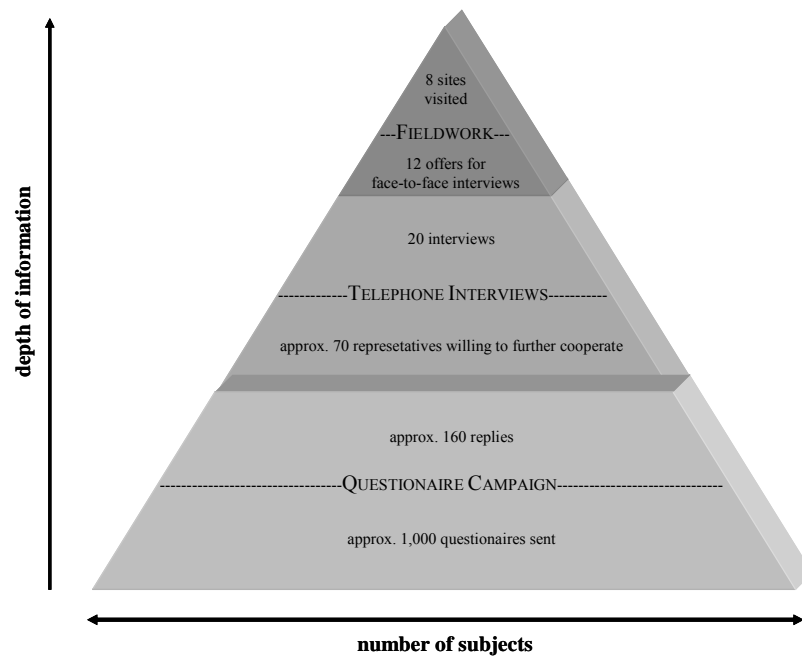 8 sites
visited
---FIELDWORK---
12 offers for
face-to-face interviews
20 interviews
-------------TELEPHONE INTERVIEWS-----------
approx. 70 represetatives willing to further cooperate
approx. 160 replies
----------------------------------QUESTIONAIRE CAMPAIGN-------------------------------
approx. 1,000 questionaires sent
depth of information
number of subjects